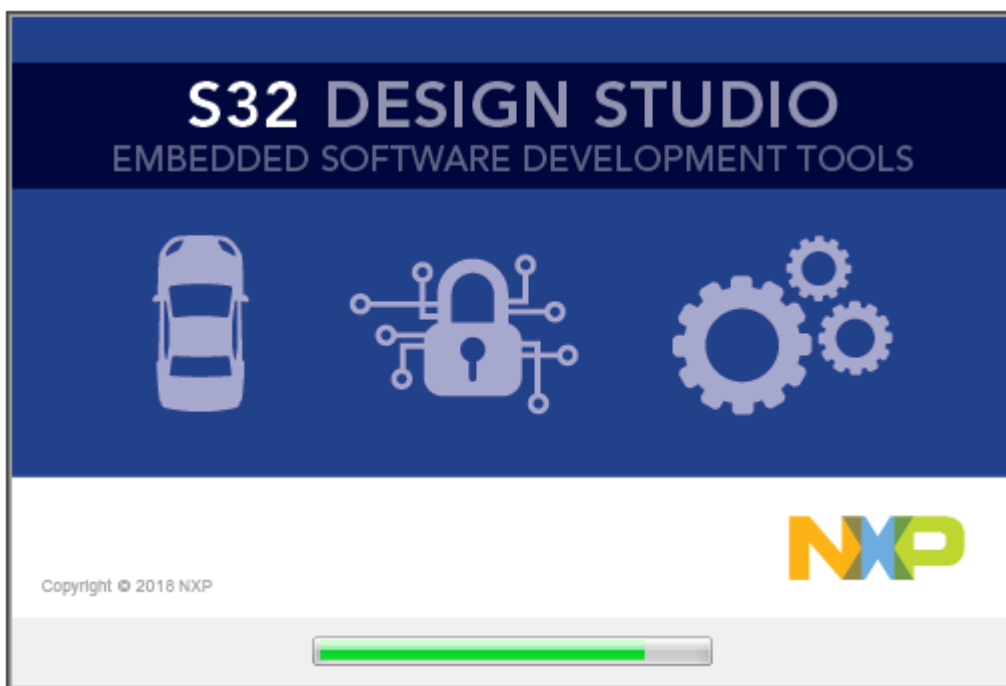 S32 DESIGN STUDIO
EMBEDDED SOFTWARE DEVELOPMENT TOOLS
NXP
Copyright © 2018 NXP